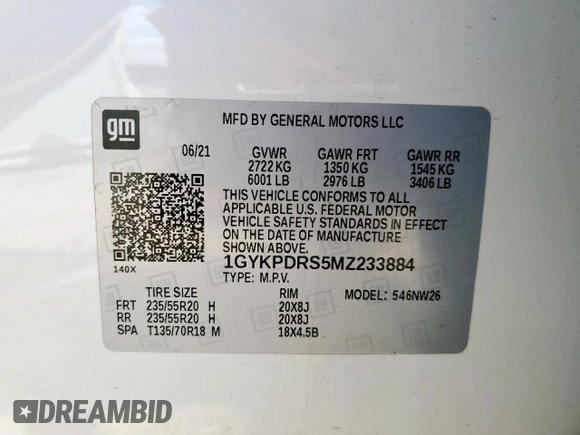 gm
MFD BY GENERAL MOTORS LLC
06/21 GVWR GAWR FRT GAWR RR
2722 KG 1350 KG 1545 KG
6001 LB 2976 LB 3406 LB
THIS VEHICLE CONFORMS TO ALL
APPLICABLE U.S. FEDERAL MOTOR
VEHICLE SAFETY STANDARDS IN EFFECT
ON THE DATE OF MANUFACTURE
SHOWN ABOVE.
140X 1GYKPDRS5MZ233884
TYPE: M.P.V.
TIRE SIZE RIM MODEL: 546NW26
FRT 235/55R20 H 20X8J
RR 235/55R20 H 20X8J
SPA T135/70R18 M 18X4.5B
DREAMBID